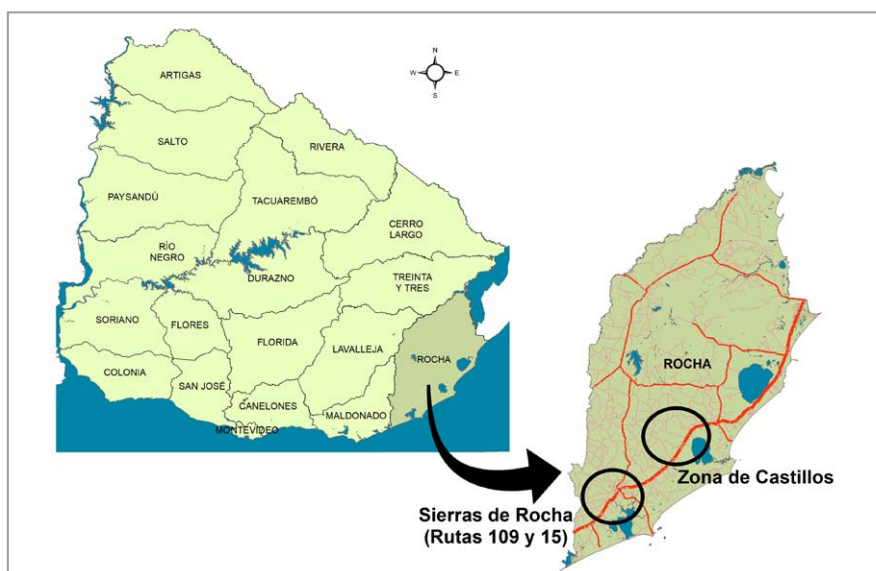 N
W E
S
ARTIGAS
SALTO
RIVERA
PAYSANDÚ
TACUAREMBÓ
CERRO
LARGO
RÍO
NEGRO
DURAZNO
TREINTA
Y TRES
SORIANO
FLORES
FLORIDA
LAVALLEJA
ROCHA
COLONIA
SAN JOSÉ
CANELONES
MALDONADO
MONTEVIDEO
ROCHA
Zona de Castillos
Sierras de Rocha
(Rutas 109 y 15)